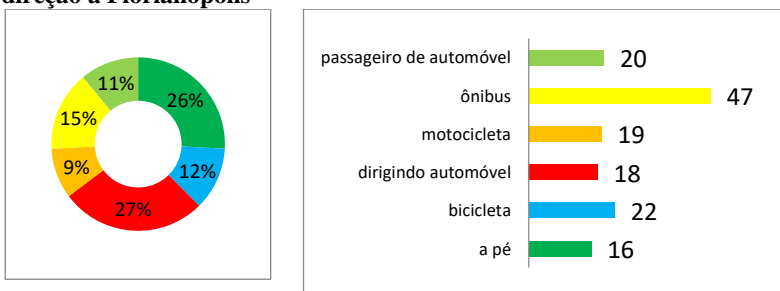 direção a Florianópolis
11%
26%
15%
9%
12%
27%
passageiro de automóvel 20
ônibus 47
motocicleta 19
dirigindo automóvel 18
bicicleta 22
a pé 16